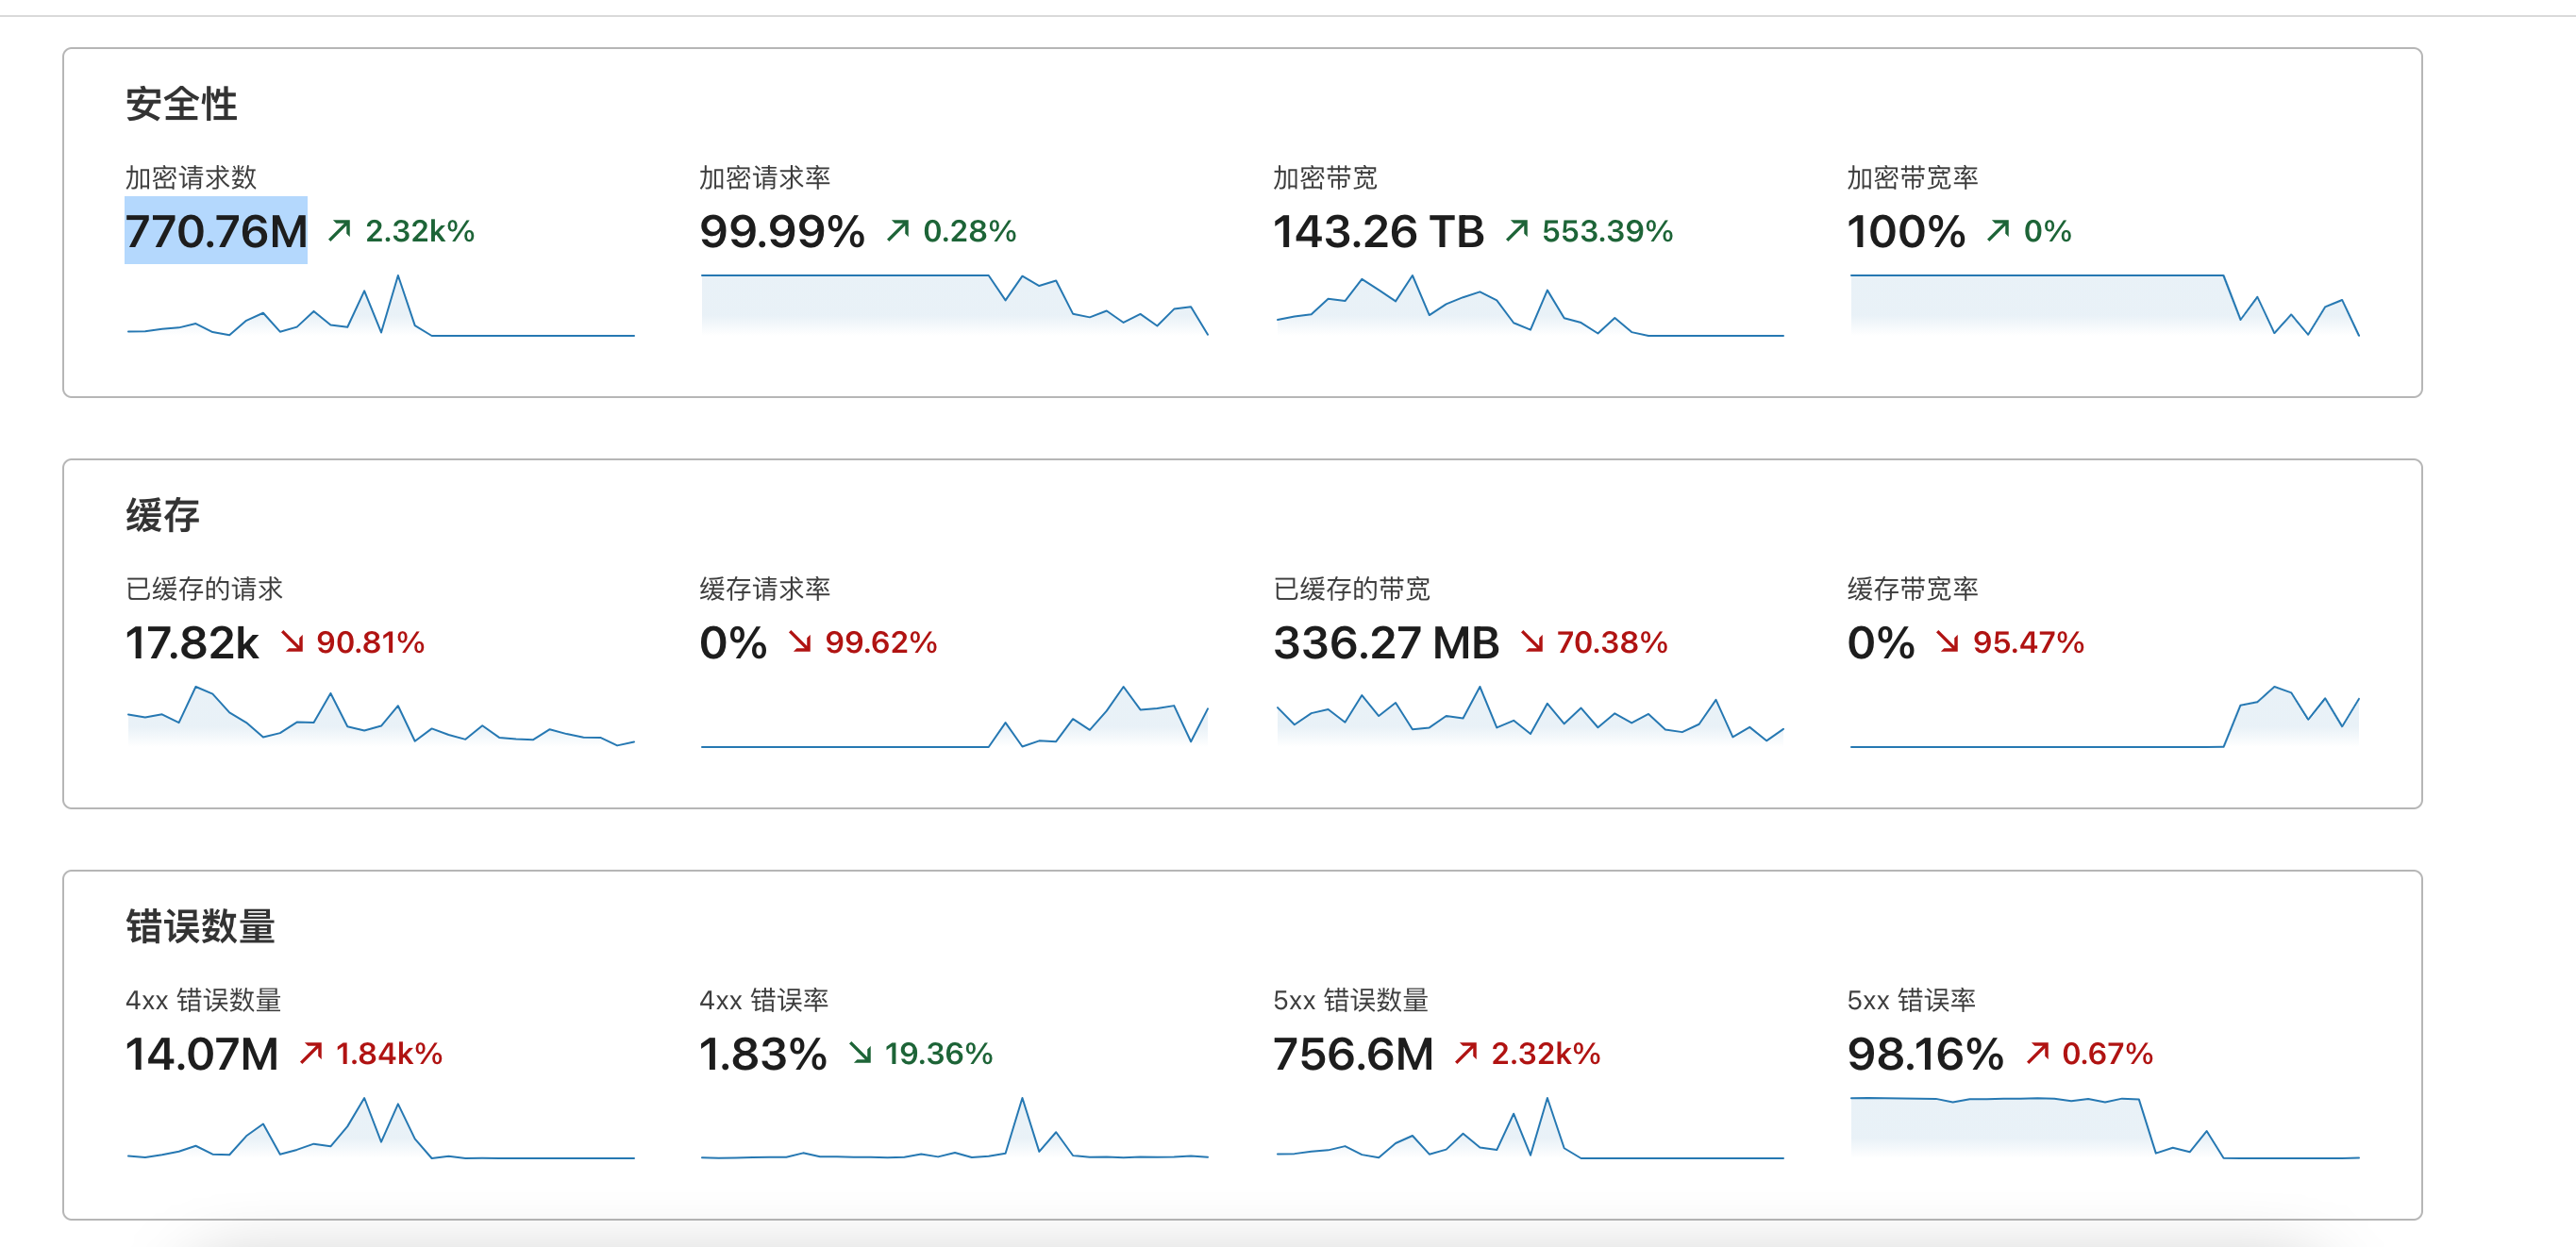 安全性
加密请求数
770.76M ↗ 2.32k%
加密请求率
99.99% ↗ 0.28%
加密带宽
143.26 TB ↗ 553.39%
加密带宽率
100% ↗ 0%
缓存
已缓存的请求
17.82k ↘ 90.81%
缓存请求率
0% ↘ 99.62%
已缓存的带宽
336.27 MB ↘ 70.38%
缓存带宽率
0% ↘ 95.47%
错误数量
4xx 错误数量
14.07M ↗ 1.84k%
4xx 错误率
1.83% ↘ 19.36%
5xx 错误数量
756.6M ↗ 2.32k%
5xx 错误率
98.16% ↗ 0.67%